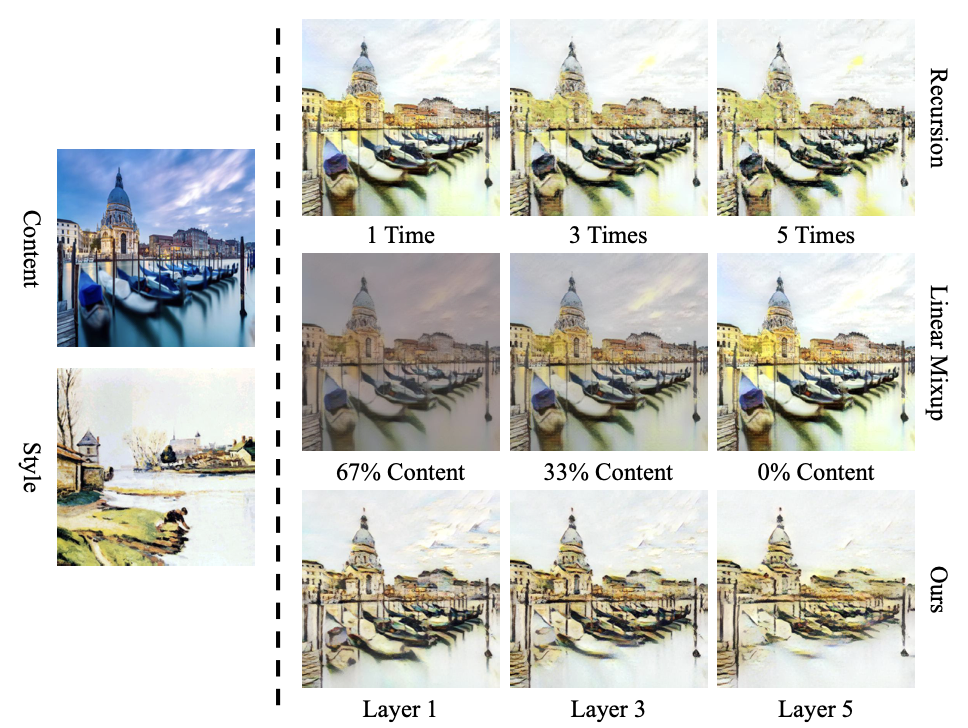 Content
Style
Recursion
1 Time
3 Times
5 Times
Linear Mixup
67% Content
33% Content
0% Content
Ours
Layer 1
Layer 3
Layer 5